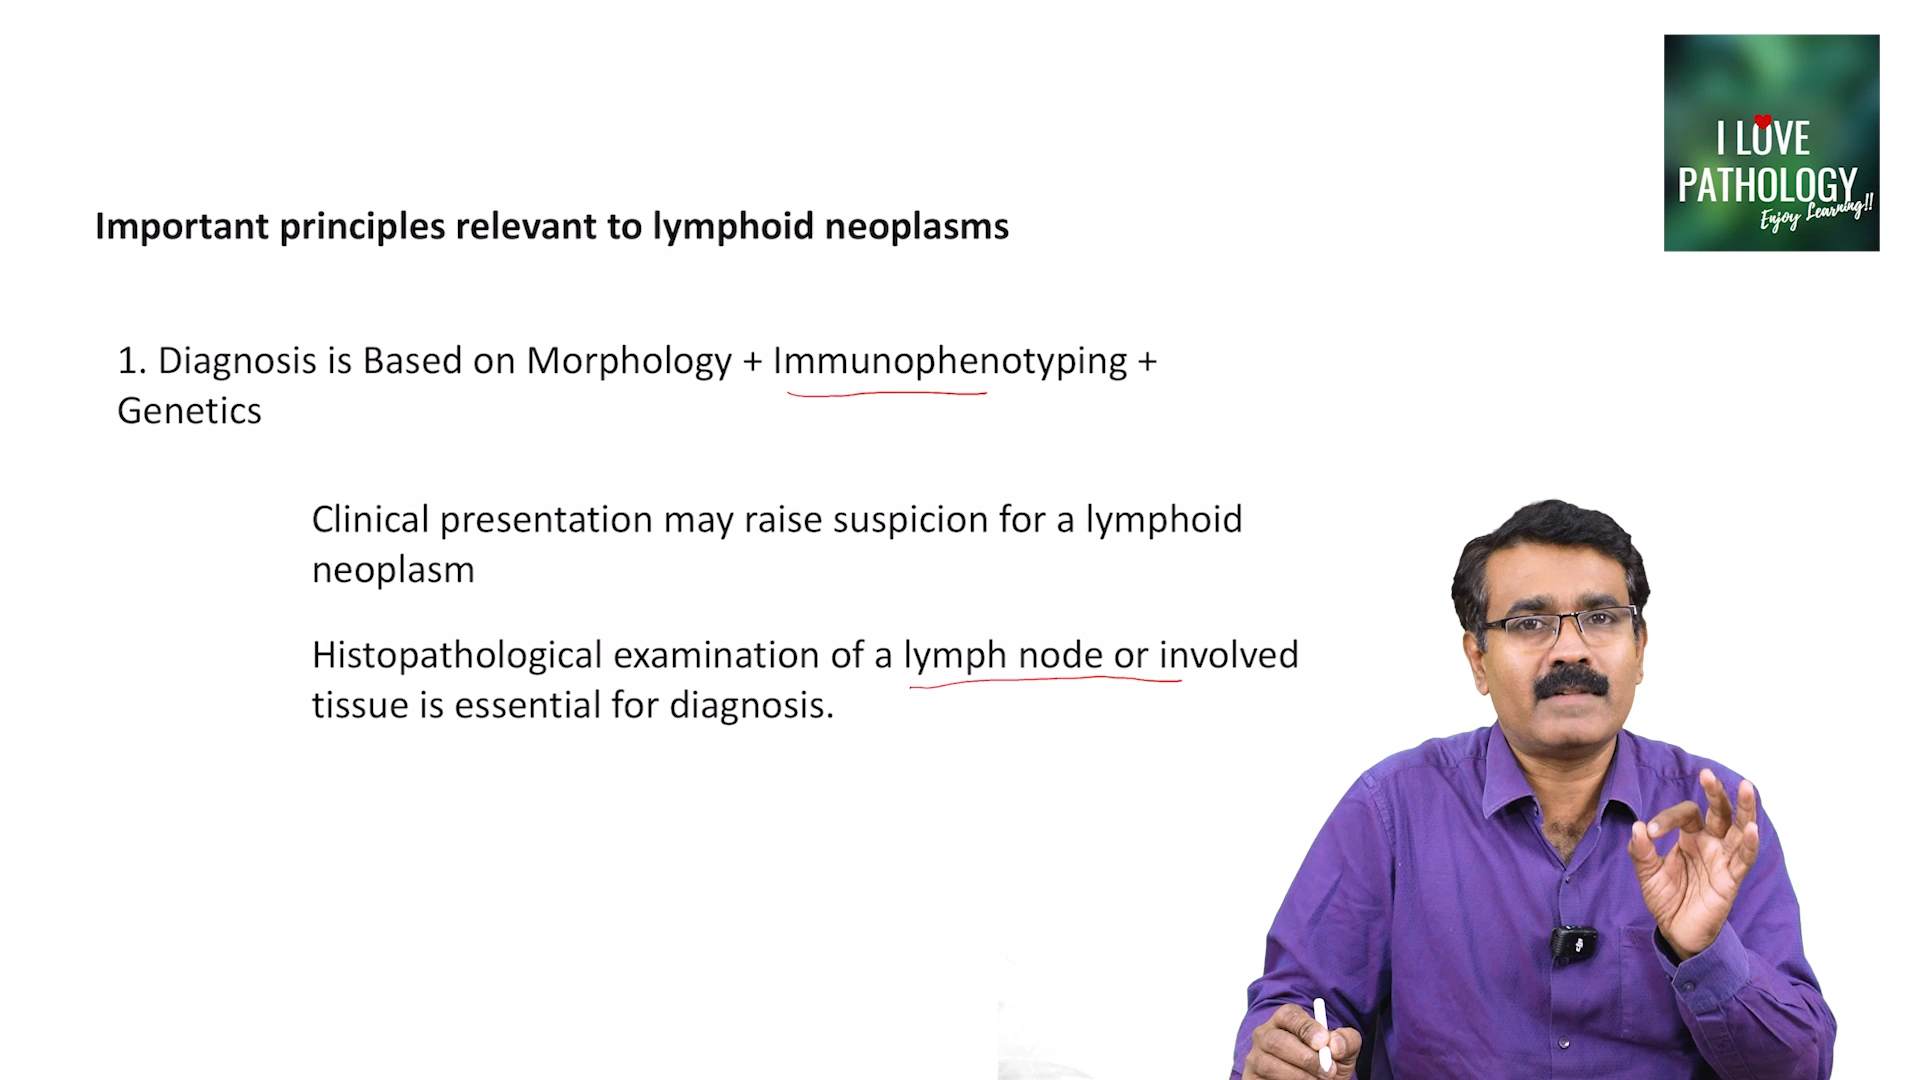 I LOVE
PATHOLOGY
Enjoy Learning!!
Important principles relevant to lymphoid neoplasms
1. Diagnosis is Based on Morphology + Immunophenotyping +
Genetics
Clinical presentation may raise suspicion for a lymphoid
neoplasm
Histopathological examination of a lymph node or involved
tissue is essential for diagnosis.